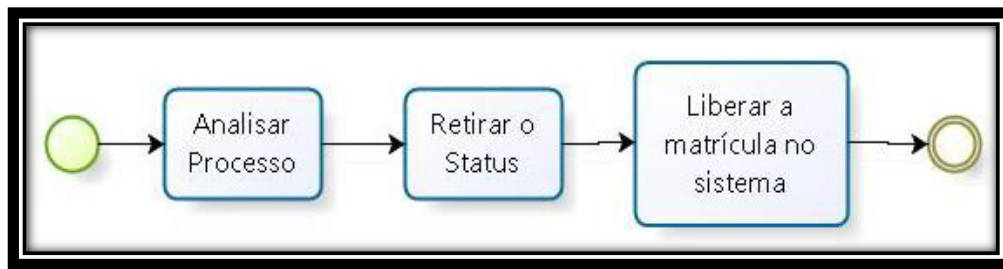 Analisar
Processo
Retirar o
Status
Liberar a
matrícula no
sistema